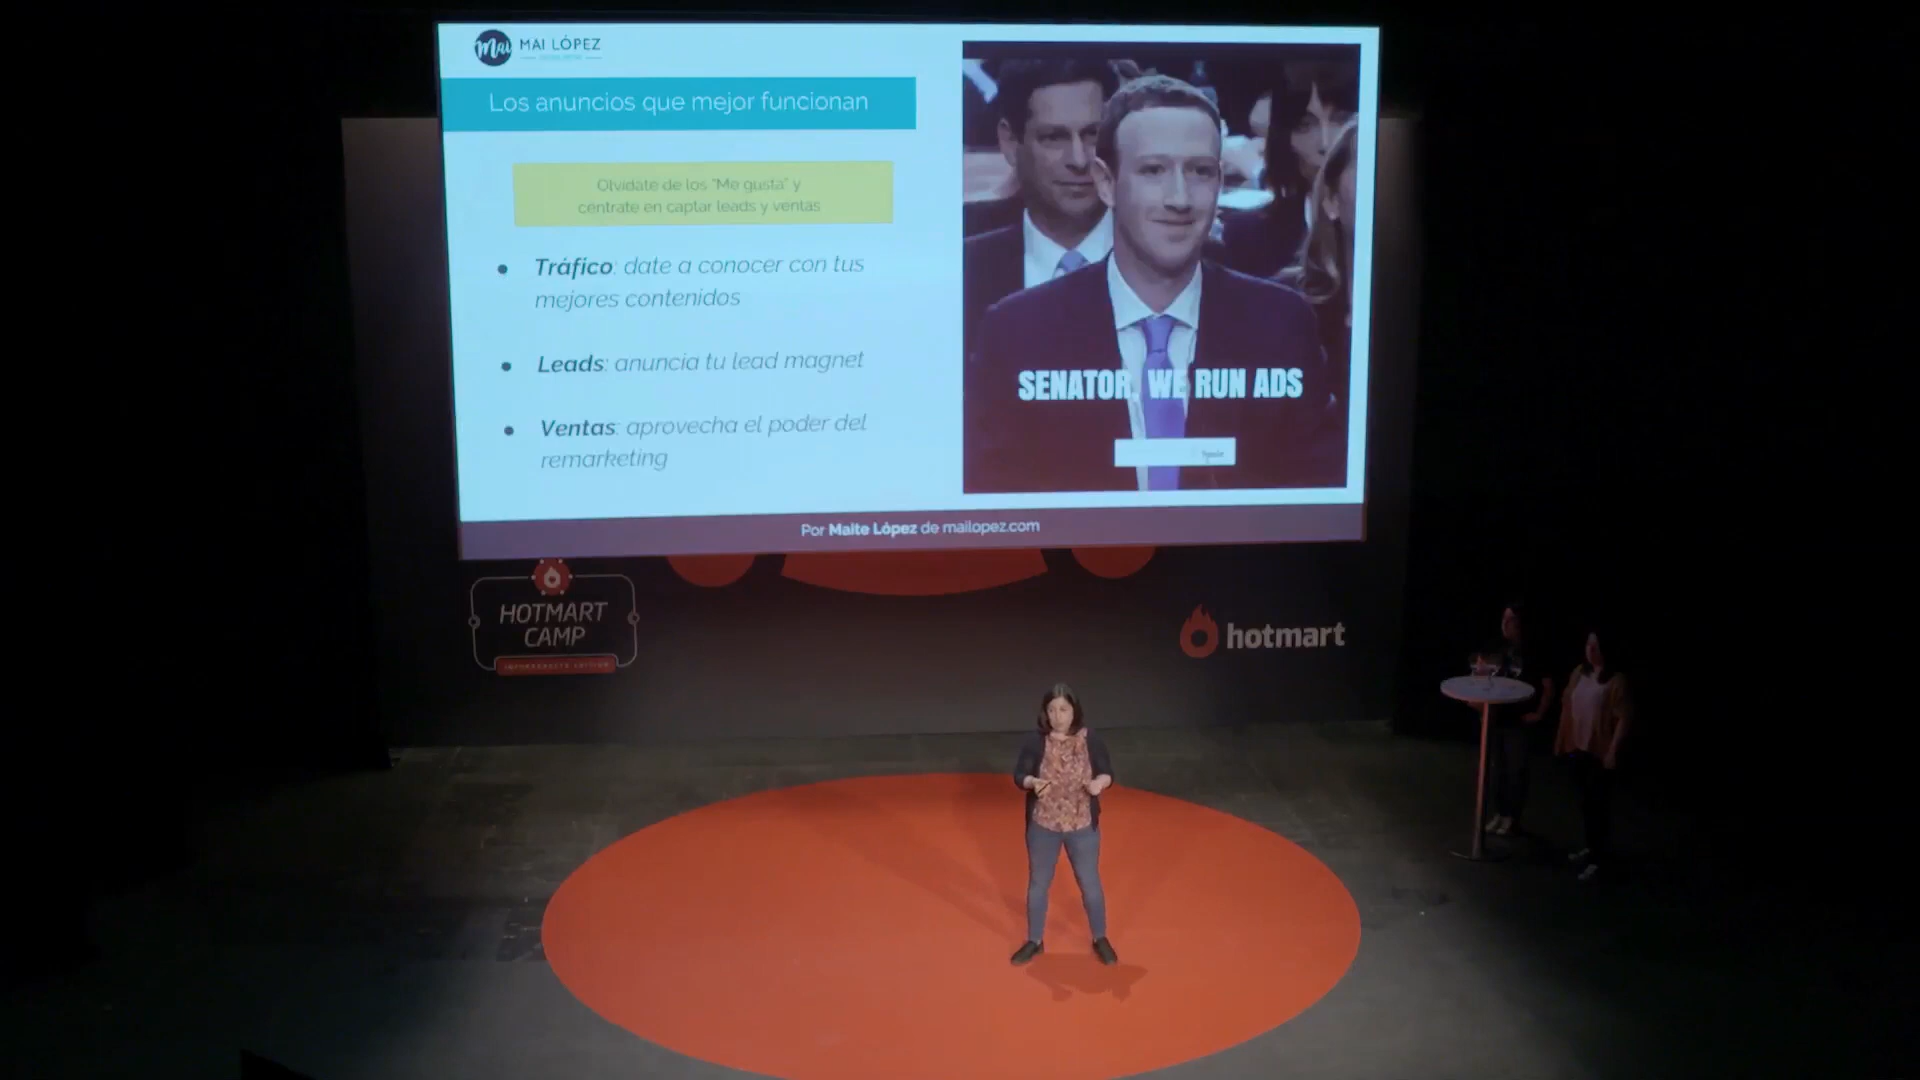 Mai MAI LÓPEZ
Los anuncios que mejor funcionan
Olvídate de los "Me gusta" y
céntrate en captar leads y ventas
● Tráfico: date a conocer con tus
mejores contenidos
● Leads: anuncia tu lead magnet
● Ventas: aprovecha el poder del
remarketing
SENATOR, WE RUN ADS
Por Maite López de mailopez.com
HOTMART
CAMP
hotmart